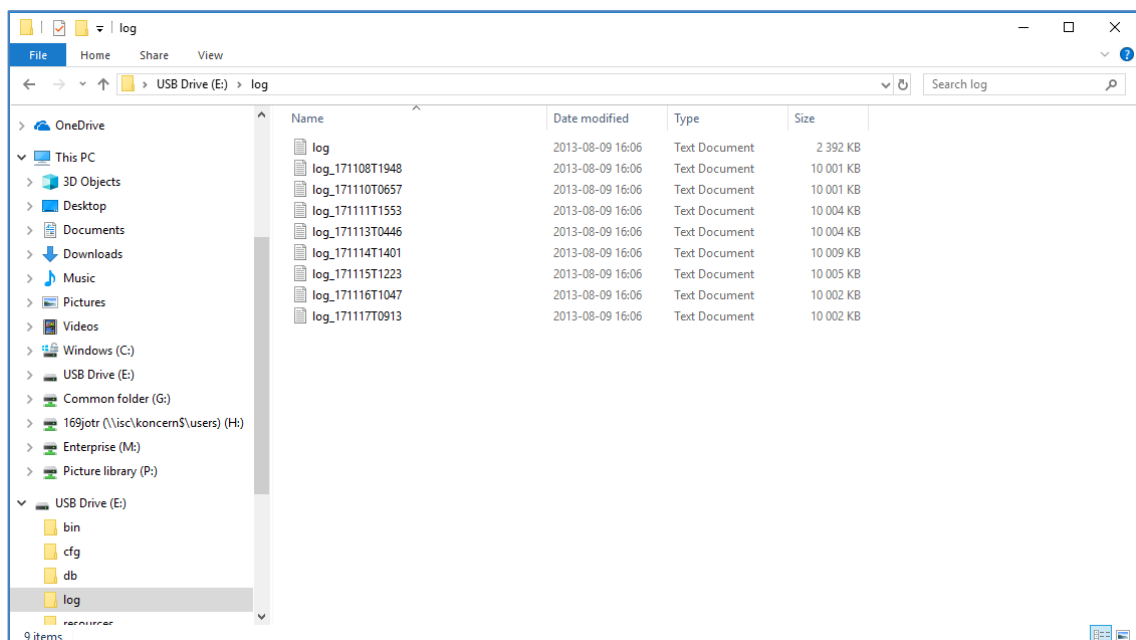 log
File Home Share View
USB Drive (E:) log Search log
OneDrive
This PC
3D Objects
Desktop
Documents
Downloads
Music
Pictures
Videos
Windows (C:)
USB Drive (E:)
Common folder (G:)
169jotr (\\isc\koncern$\users) (H:)
Enterprise (M:)
Picture library (P:)
USB Drive (E:)
bin
cfg
db
log
resources
Name Date modified Type Size
log 2013-08-09 16:06 Text Document 2 392 KB
log_171108T1948 2013-08-09 16:06 Text Document 10 001 KB
log_171110T0657 2013-08-09 16:06 Text Document 10 001 KB
log_171111T1553 2013-08-09 16:06 Text Document 10 004 KB
log_171113T0446 2013-08-09 16:06 Text Document 10 004 KB
log_171114T1401 2013-08-09 16:06 Text Document 10 009 KB
log_171115T1223 2013-08-09 16:06 Text Document 10 005 KB
log_171116T1047 2013-08-09 16:06 Text Document 10 002 KB
log_171117T0913 2013-08-09 16:06 Text Document 10 002 KB
9 items